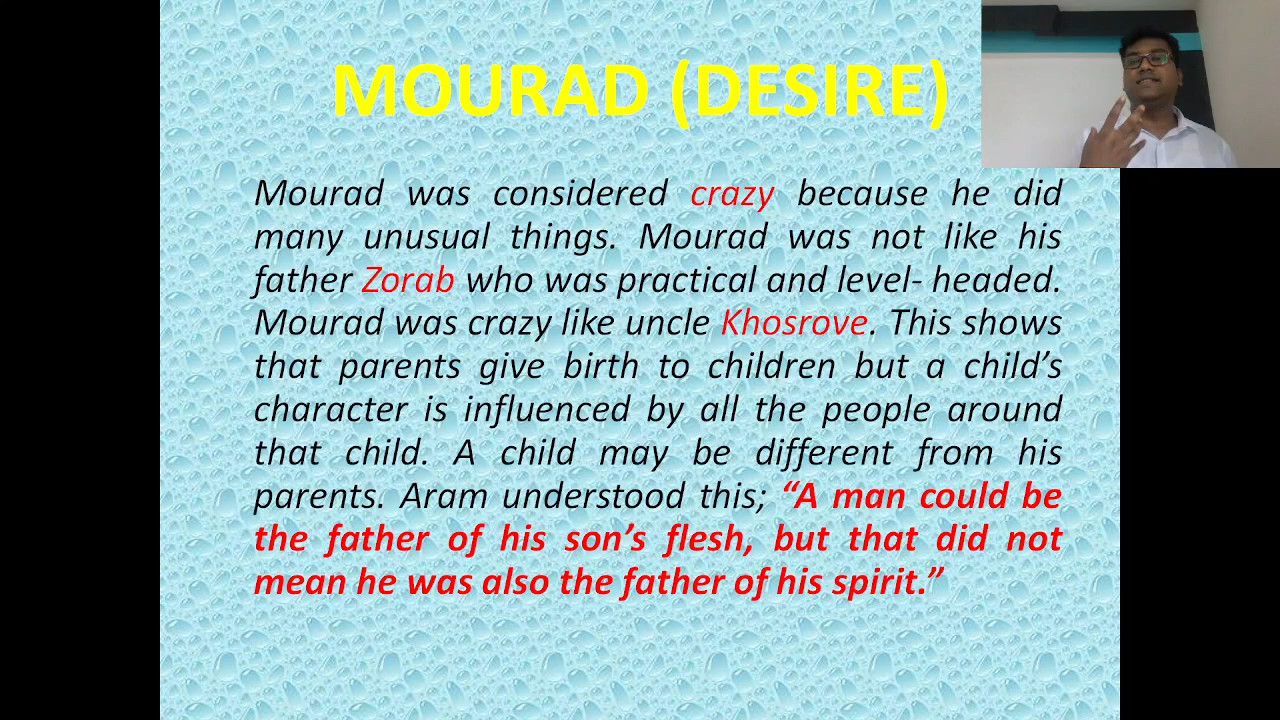 MOURAD (DESIRE)
Mourad was considered crazy because he did
many unusual things. Mourad was not like his
father Zorab who was practical and level- headed.
Mourad was crazy like uncle Khosrove. This shows
that parents give birth to children but a child’s
character is influenced by all the people around
that child. A child may be different from his
parents. Aram understood this; “A man could be
the father of his son’s flesh, but that did not
mean he was also the father of his spirit.”